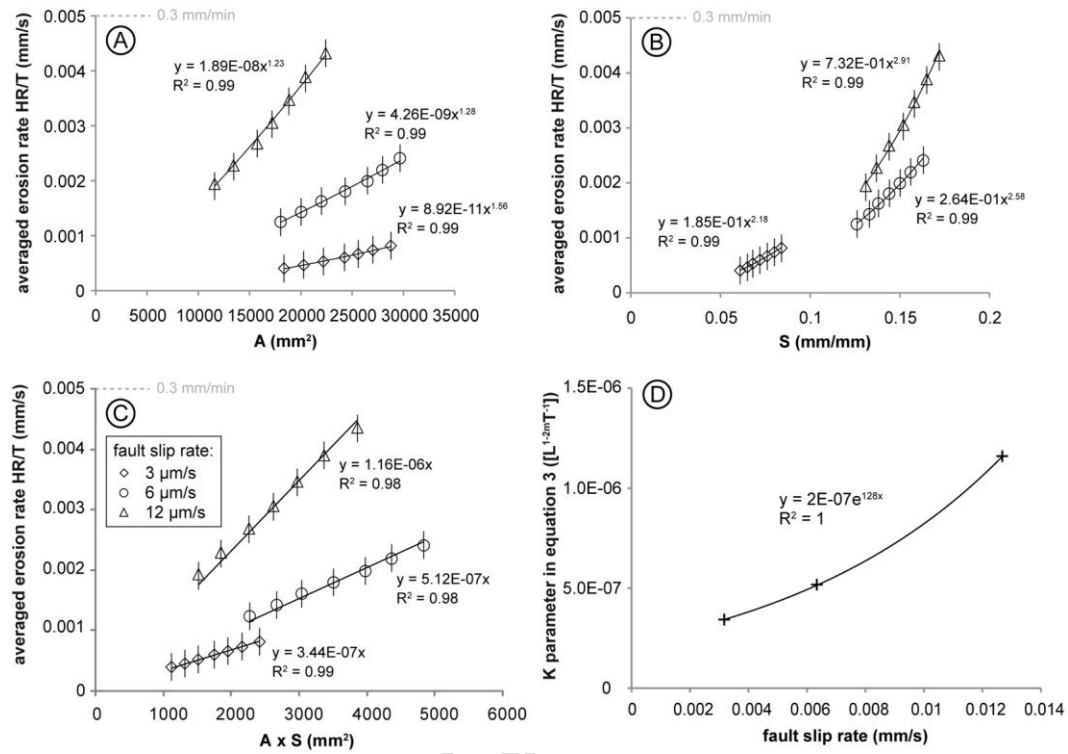 0.005
0.3 mm/min
A
0.004
y = 1.89E-08x^1.23
R² = 0.99
0.003
y = 4.26E-09x^1.28
R² = 0.99
0.002
y = 8.92E-11x^1.56
R² = 0.99
0.001
0
averaged erosion rate HR/T (mm/s)
0 5000 10000 15000 20000 25000 30000 35000
A (mm²)
0.005
0.3 mm/min
B
y = 7.32E-01x^2.91
R² = 0.99
0.004
0.003
0.002
y = 1.85E-01x^2.18
R² = 0.99
y = 2.64E-01x^2.58
R² = 0.99
0.001
0
averaged erosion rate HR/T (mm/s)
0 0.05 0.1 0.15 0.2
S (mm/mm)
0.005
0.3 mm/min
C
fault slip rate:
3 µm/s
6 µm/s
12 µm/s
0.004
y = 1.16E-06x
R² = 0.98
0.003
0.002
y = 5.12E-07x
R² = 0.98
0.001
y = 3.44E-07x
R² = 0.99
0
averaged erosion rate HR/T (mm/s)
0 1000 2000 3000 4000 5000 6000
A x S (mm²)
1.5E-06
D
y = 2E-07e^128x
R² = 1
1.0E-06
5.0E-07
0
K parameter in equation 3 ([L^1-2m T^-1])
0 0.002 0.004 0.006 0.008 0.01 0.012 0.014
fault slip rate (mm/s)